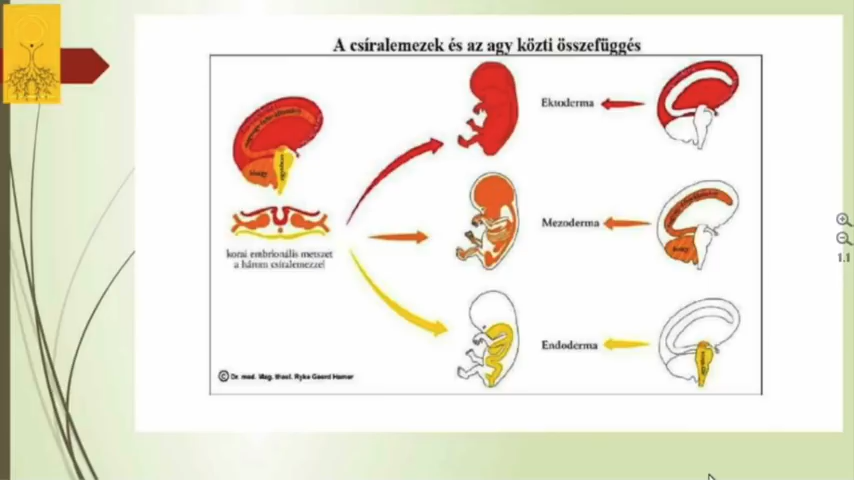 A csíralemezek és az agy közti összefüggés
Ektoderma
kisagy
korai embrionális metszet
a három csíralemezzel
Mezoderma
Endoderma
© Dr. med. Mag. theol. Ryke Geerd Hamer
1.1